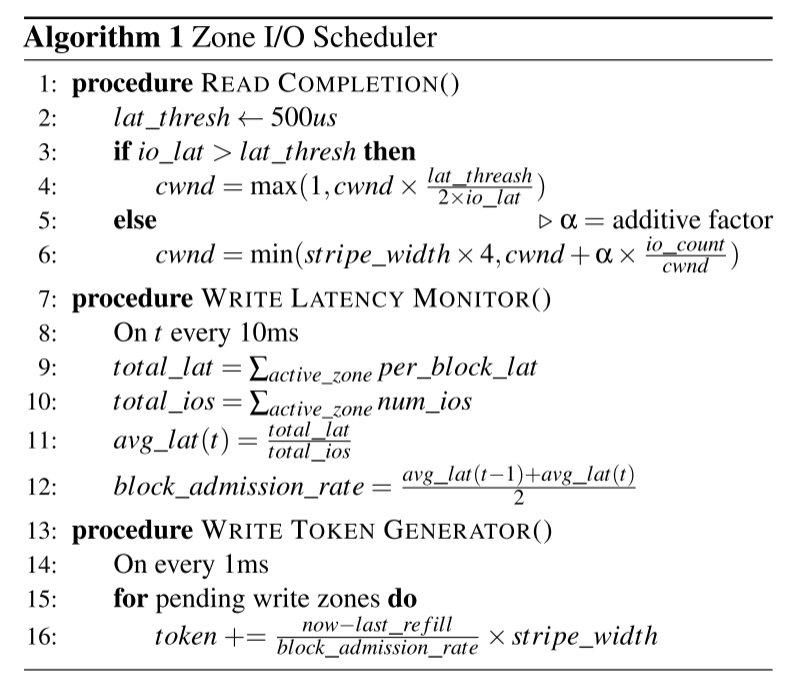 Algorithm 1 Zone I/O Scheduler
1: procedure READ COMPLETION()
2: lat_thresh ← 500us
3: if io_lat > lat_thresh then
4: cwnd = max(1, cwnd × lat_threash / 2×io_lat)
5: else ▷ α = additive factor
6: cwnd = min(stripe_width × 4, cwnd + α × io_count / cwnd)
7: procedure WRITE LATENCY MONITOR()
8: On t every 10ms
9: total_lat = ∑active_zone per_block_lat
10: total_ios = ∑active_zone num_ios
11: avg_lat(t) = total_lat / total_ios
12: block_admission_rate = avg_lat(t−1)+avg_lat(t) / 2
13: procedure WRITE TOKEN GENERATOR()
14: On every 1ms
15: for pending write zones do
16: token += now−last_refill / block_admission_rate × stripe_width